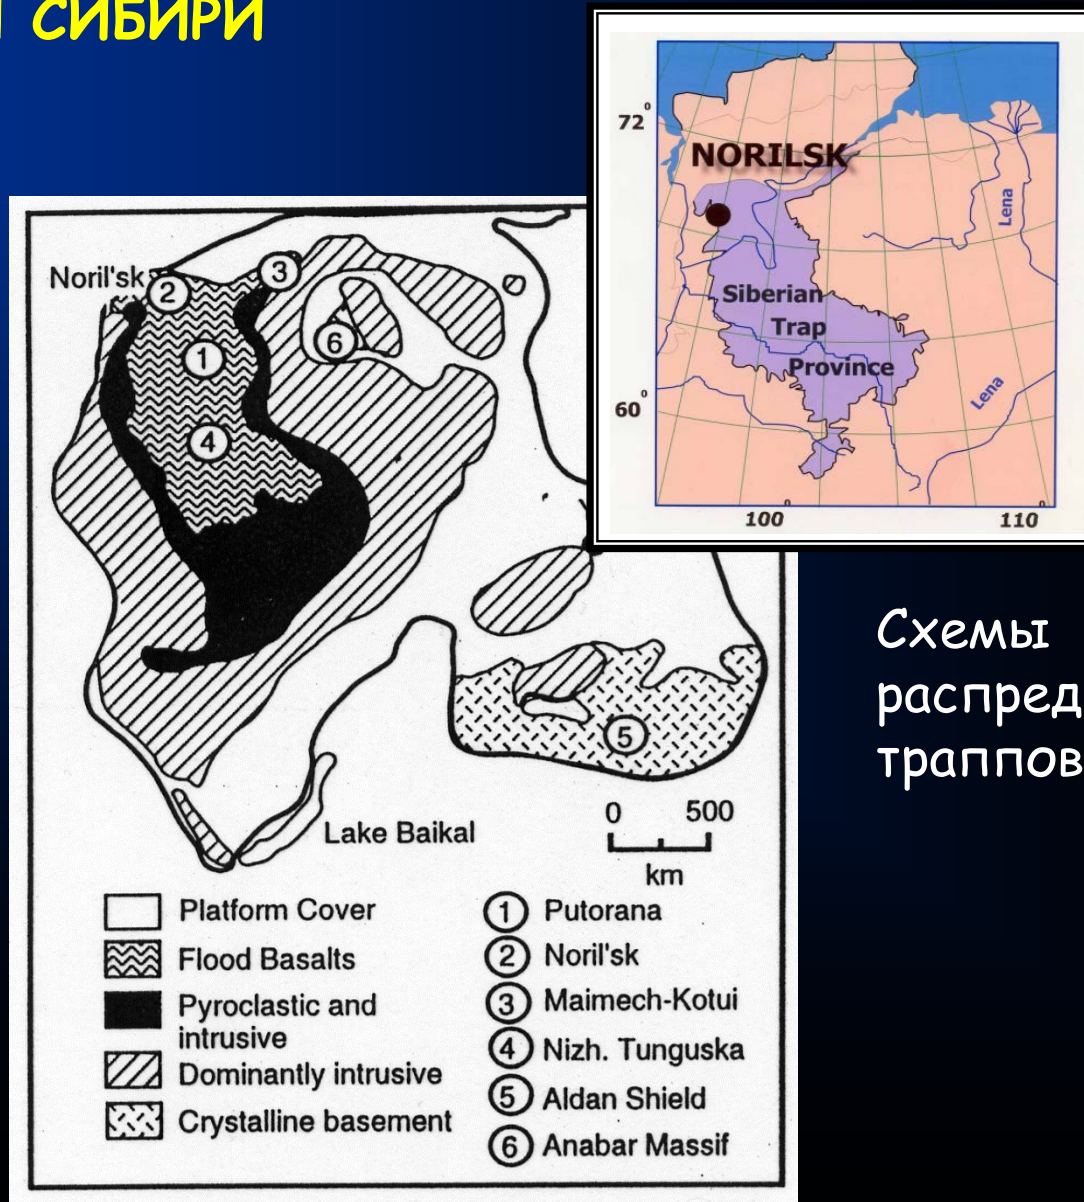 СИБИРИ
72°
NORILSK
Lena
Siberian
Trap
Province
60°
Lena
100°
110°
Noril'sk
3
2
1
6
4
5
Схемы
распред
траппов
0 500
km
Lake Baikal
Platform Cover
Flood Basalts
Pyroclastic and
intrusive
Dominantly intrusive
Crystalline basement
1 Putorana
2 Noril'sk
3 Maimech-Kotui
4 Nizh. Tunguska
5 Aldan Shield
6 Anabar Massif